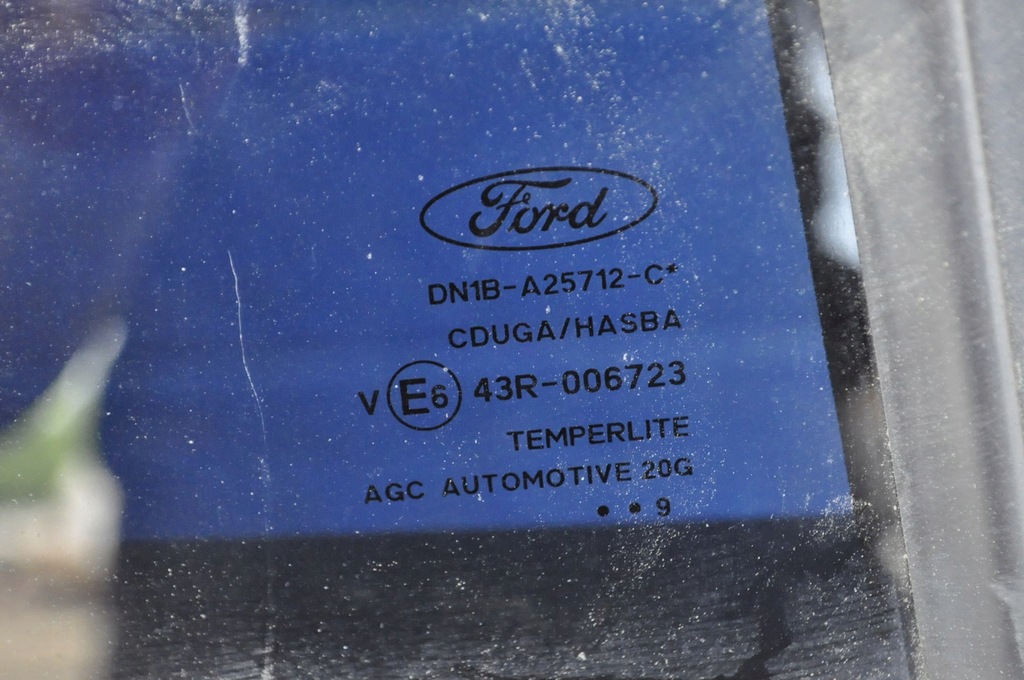 Ford
DN1B-A25712-C*
CDUGA/HASBA
V E6 43R-006723
TEMPERLITE
AGC AUTOMOTIVE 20G
•• 9